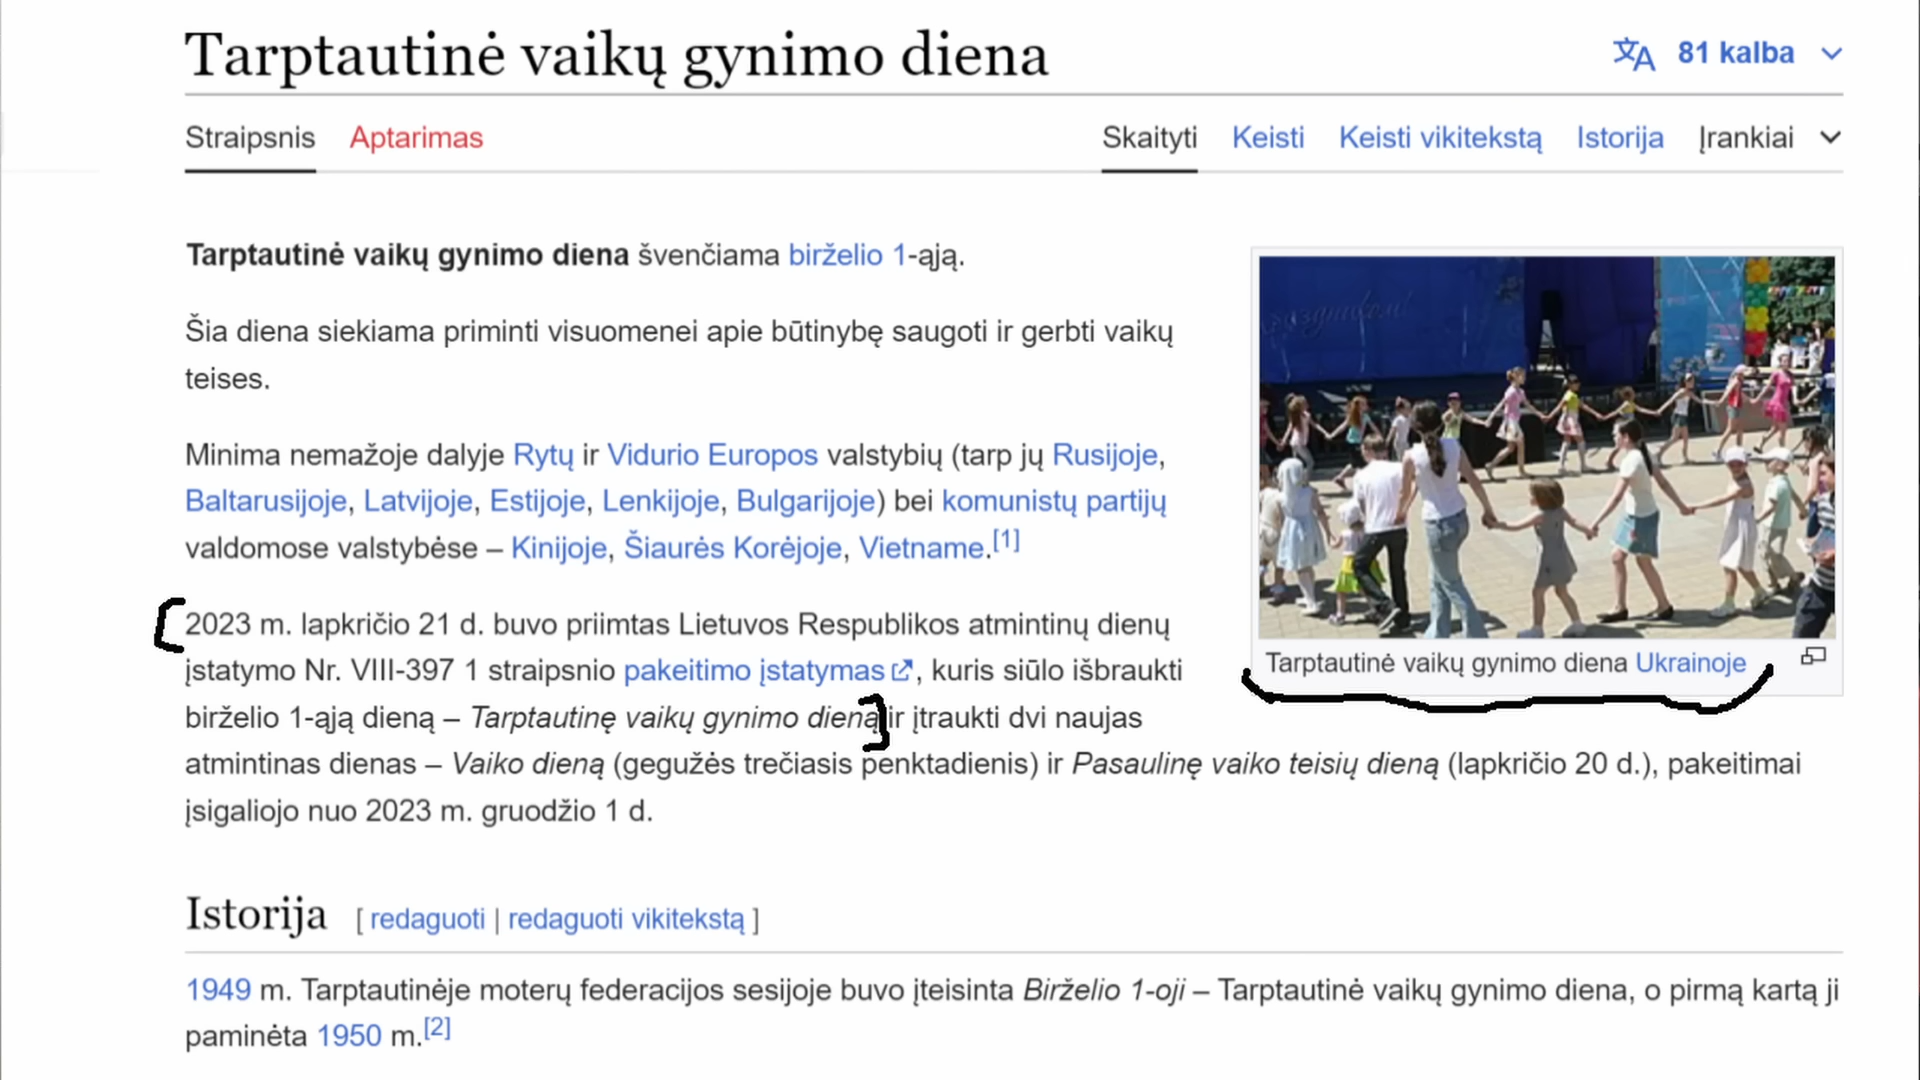 Tarptautinė vaikų gynimo diena
81 kalba
Straipsnis Aptarimas
Skaityti Keisti Keisti vikitekstą Istorija Įrankiai
Tarptautinė vaikų gynimo diena švenčiama birželio 1-ąją.
Šia diena siekiama priminti visuomenei apie būtinybę saugoti ir gerbti vaikų
teises.
Minima nemažoje dalyje Rytų ir Vidurio Europos valstybių (tarp jų Rusijoje,
Baltarusijoje, Latvijoje, Estijoje, Lenkijoje, Bulgarijoje) bei komunistų partijų
valdomose valstybėse – Kinijoje, Šiaurės Korėjoje, Vietname.[1]
2023 m. lapkričio 21 d. buvo priimtas Lietuvos Respublikos atmintinų dienų
įstatymo Nr. VIII-397 1 straipsnio pakeitimo įstatymas, kuris siūlo išbraukti
birželio 1-ąją dieną – Tarptautinę vaikų gynimo dieną ir įtraukti dvi naujas
atmintinas dienas – Vaiko dieną (gegužės trečiasis penktadienis) ir Pasaulinę vaiko teisių dieną (lapkričio 20 d.), pakeitimai
įsigaliojo nuo 2023 m. gruodžio 1 d.
Tarptautinė vaikų gynimo diena Ukrainoje
Istorija [ redaguoti | redaguoti vikitekstą ]
1949 m. Tarptautinėje moterų federacijos sesijoje buvo įteisinta Birželio 1-oji – Tarptautinė vaikų gynimo diena, o pirmą kartą ji
paminėta 1950 m.[2]